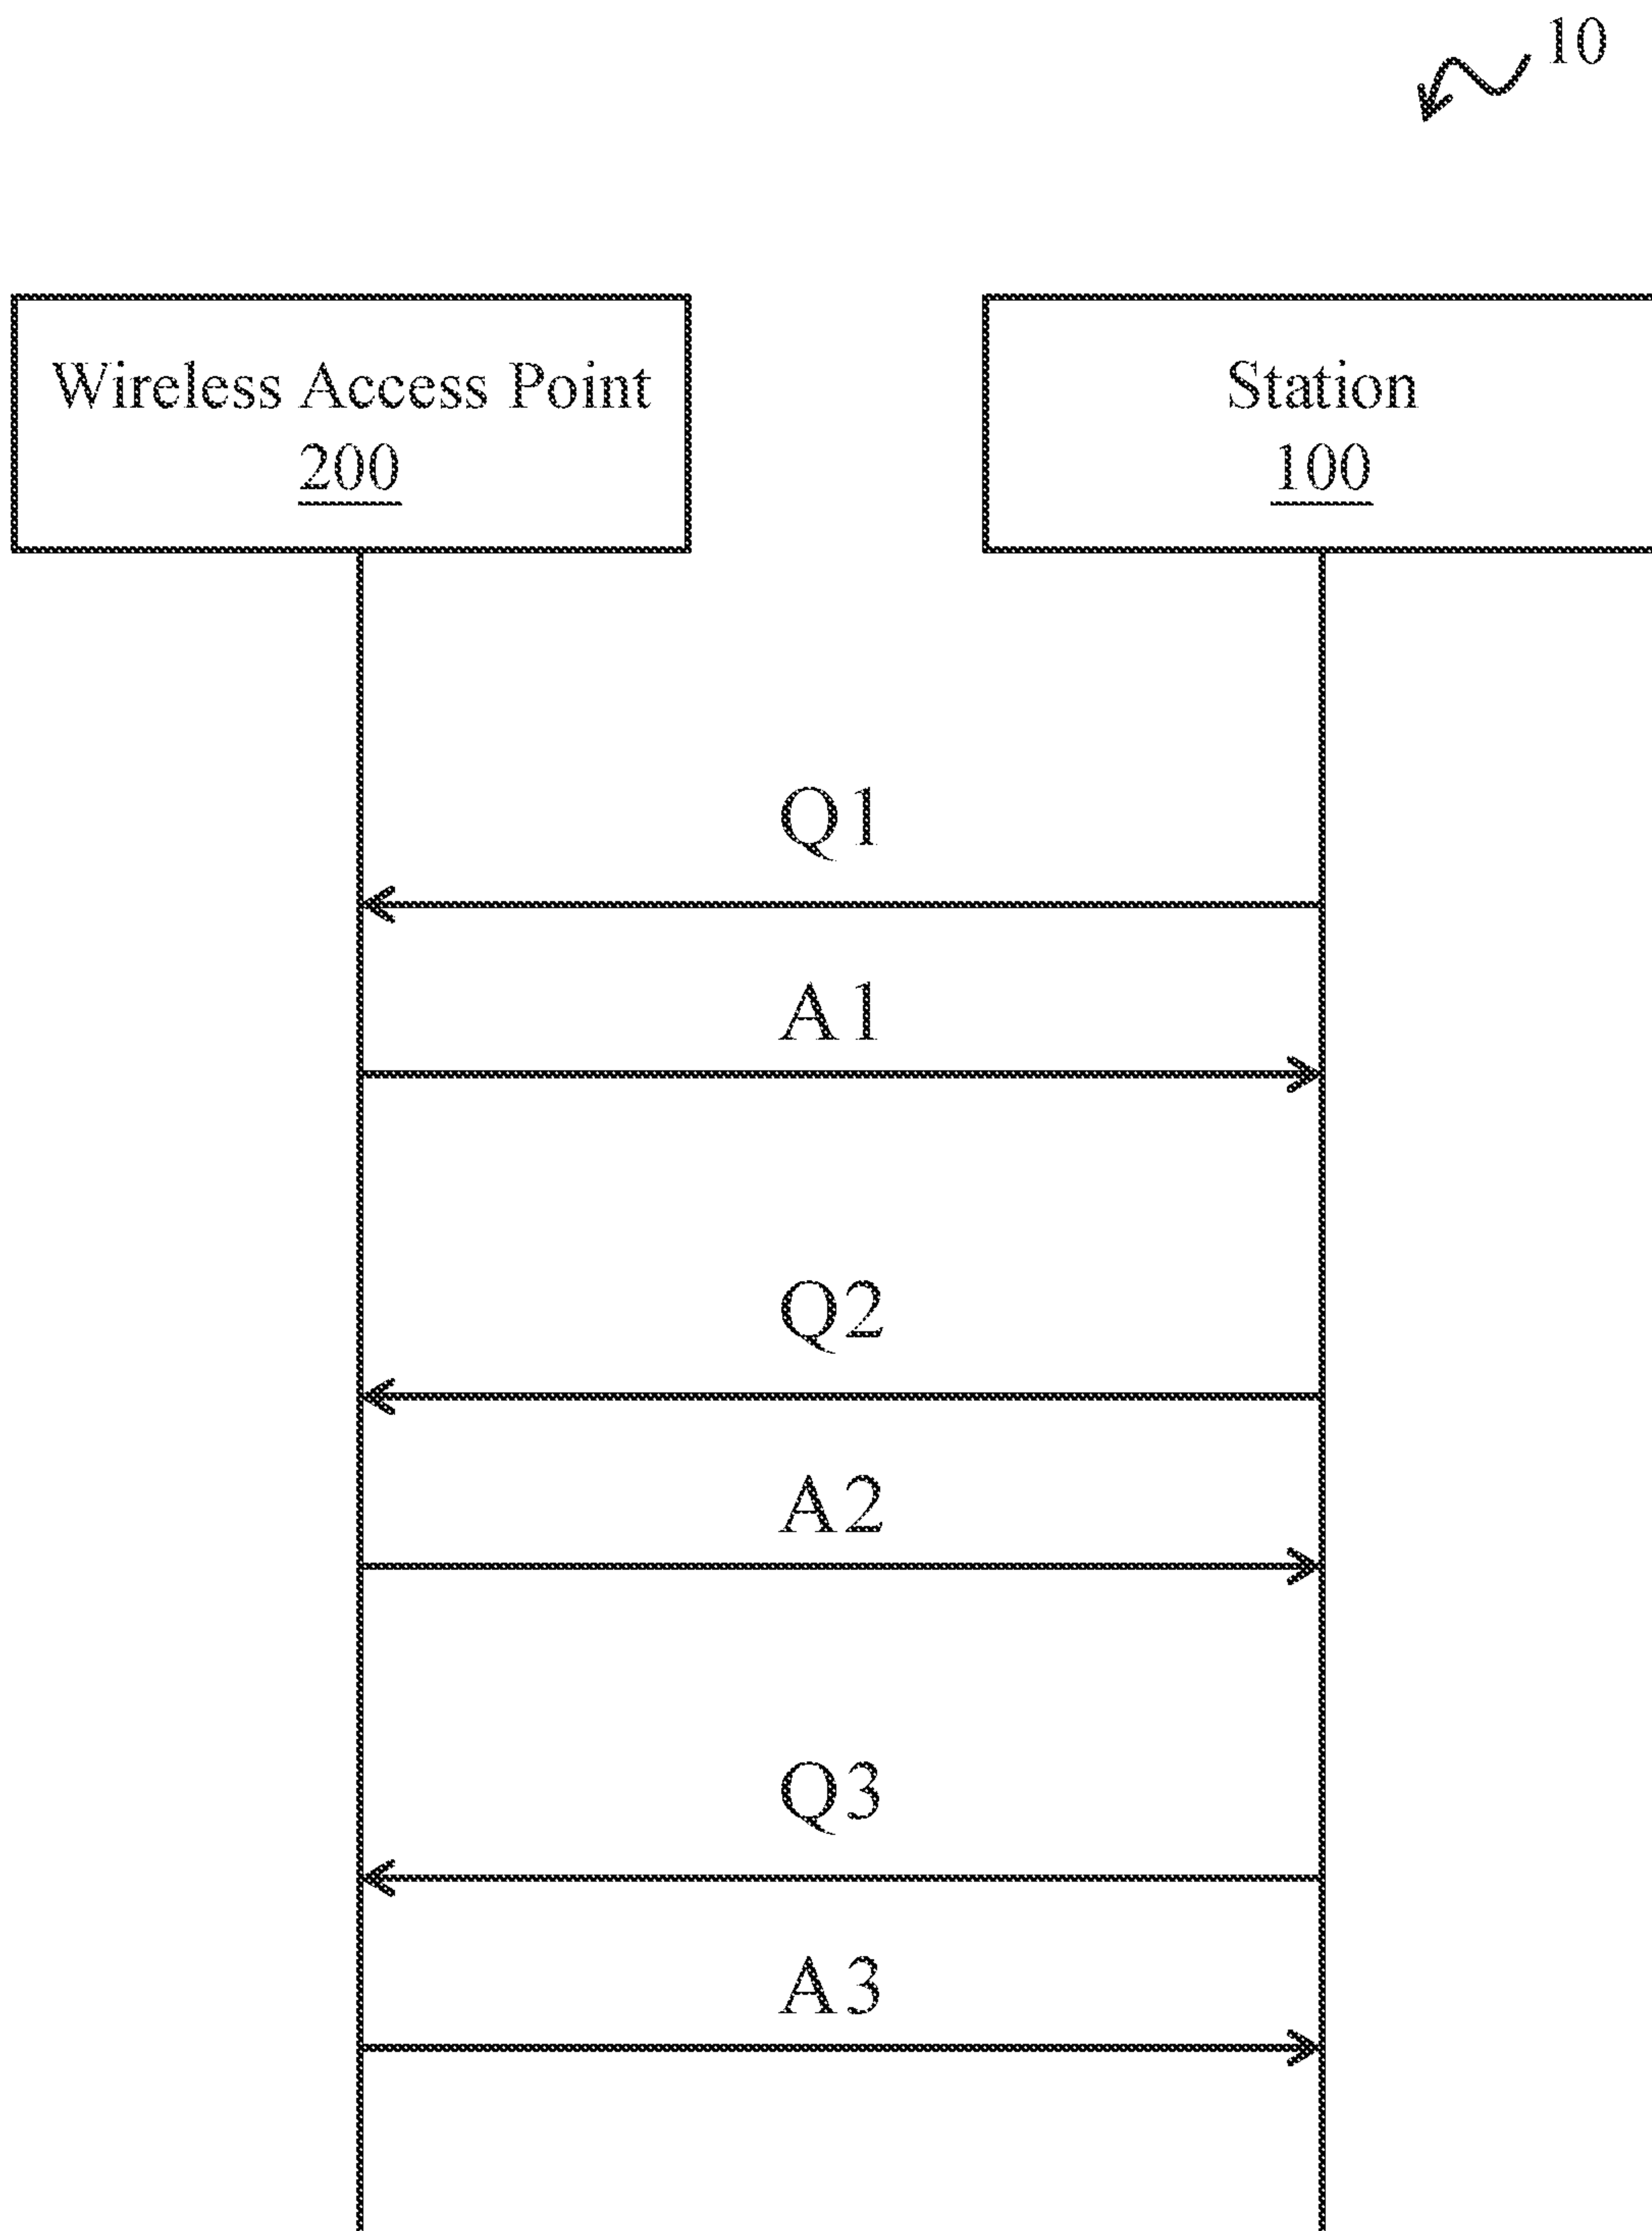 10
Wireless Access Point
200
Station
100
Q1
A1
Q2
A2
Q3
A3